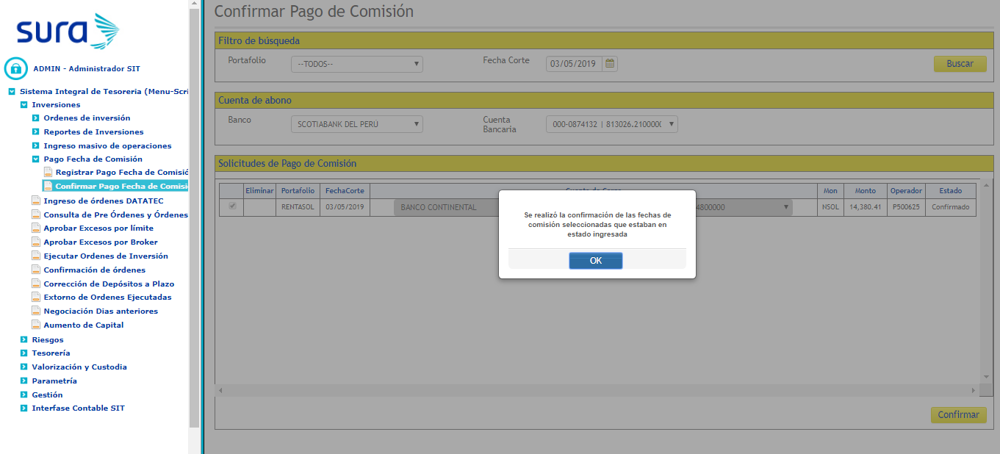 sura
ADMIN - Administrador SIT
Sistema Integral de Tesoreria (Menu-Scri
Inversiones
Ordenes de inversión
Reportes de Inversiones
Ingreso masivo de operaciones
Pago Fecha de Comisión
Registrar Pago Fecha de Comisió
Confirmar Pago Fecha de Comisi
Ingreso de órdenes DATATEC
Consulta de Pre Órdenes y Órdenes
Aprobar Excesos por límite
Aprobar Excesos por Broker
Ejecutar Ordenes de Inversión
Confirmación de órdenes
Corrección de Depósitos a Plazo
Extorno de Ordenes Ejecutadas
Negociación Dias anteriores
Aumento de Capital
Riesgos
Tesorería
Valorización y Custodia
Parametría
Gestión
Interfase Contable SIT
Confirmar Pago de Comisión
Filtro de búsqueda
Portafolio --TODOS-- Fecha Corte 03/05/2019 Buscar
Cuenta de abono
Banco SCOTIABANK DEL PERÚ Cuenta Bancaria 000-0874132 | 813026.210000(
Solicitudes de Pago de Comisión
Eliminar Portafolio FechaCorte Mon Monto Operador Estado
RENTASOL 03/05/2019 BANCO CONTINENTAL 4800000 NSOL 14,380.41 P500625 Confirmado
Se realizó la confirmación de las fechas de
comisión seleccionadas que estaban en
estado ingresada
OK
Confirmar